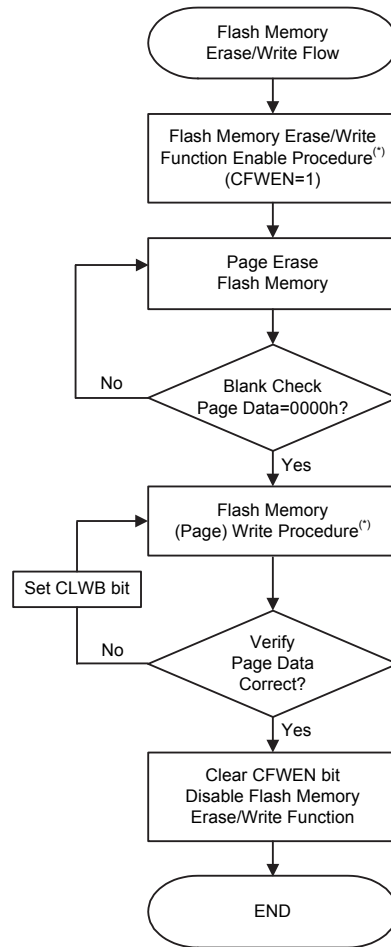 Flash Memory
Erase/Write Flow
Flash Memory Erase/Write
Function Enable Procedure(*)
(CFWEN=1)
Page Erase
Flash Memory
No
Blank Check
Page Data=0000h?
Yes
Flash Memory
(Page) Write Procedure(*)
Set CLWB bit
No
Verify
Page Data
Correct?
Yes
Clear CFWEN bit
Disable Flash Memory
Erase/Write Function
END